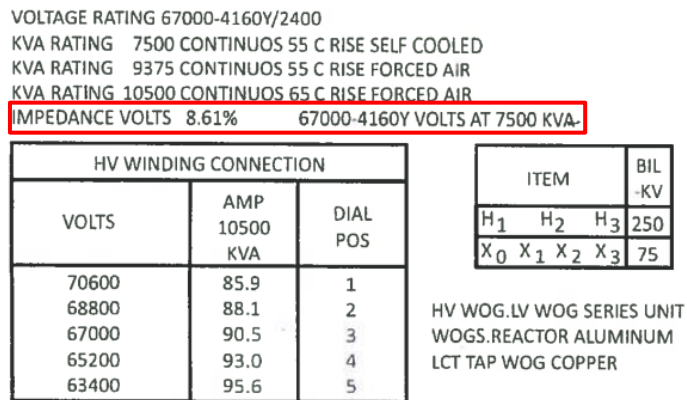 VOLTAGE RATING 67000-4160Y/2400
KVA RATING 7500 CONTINUOS 55 C RISE SELF COOLED
KVA RATING 9375 CONTINUOS 55 C RISE FORCED AIR
KVA RATING 10500 CONTINUOS 65 C RISE FORCED AIR
IMPEDANCE VOLTS 8.61% 67000-4160Y VOLTS AT 7500 KVA
HV WINDING CONNECTION
VOLTS AMP 10500 KVA DIAL POS
70600 85.9 1
68800 88.1 2
67000 90.5 3
65200 93.0 4
63400 95.6 5
ITEM BIL -KV
H1 H2 H3 250
X0 X1 X2 X3 75
HV WOG.LV WOG SERIES UNIT
WOGS.REACTOR ALUMINUM
LCT TAP WOG COPPER